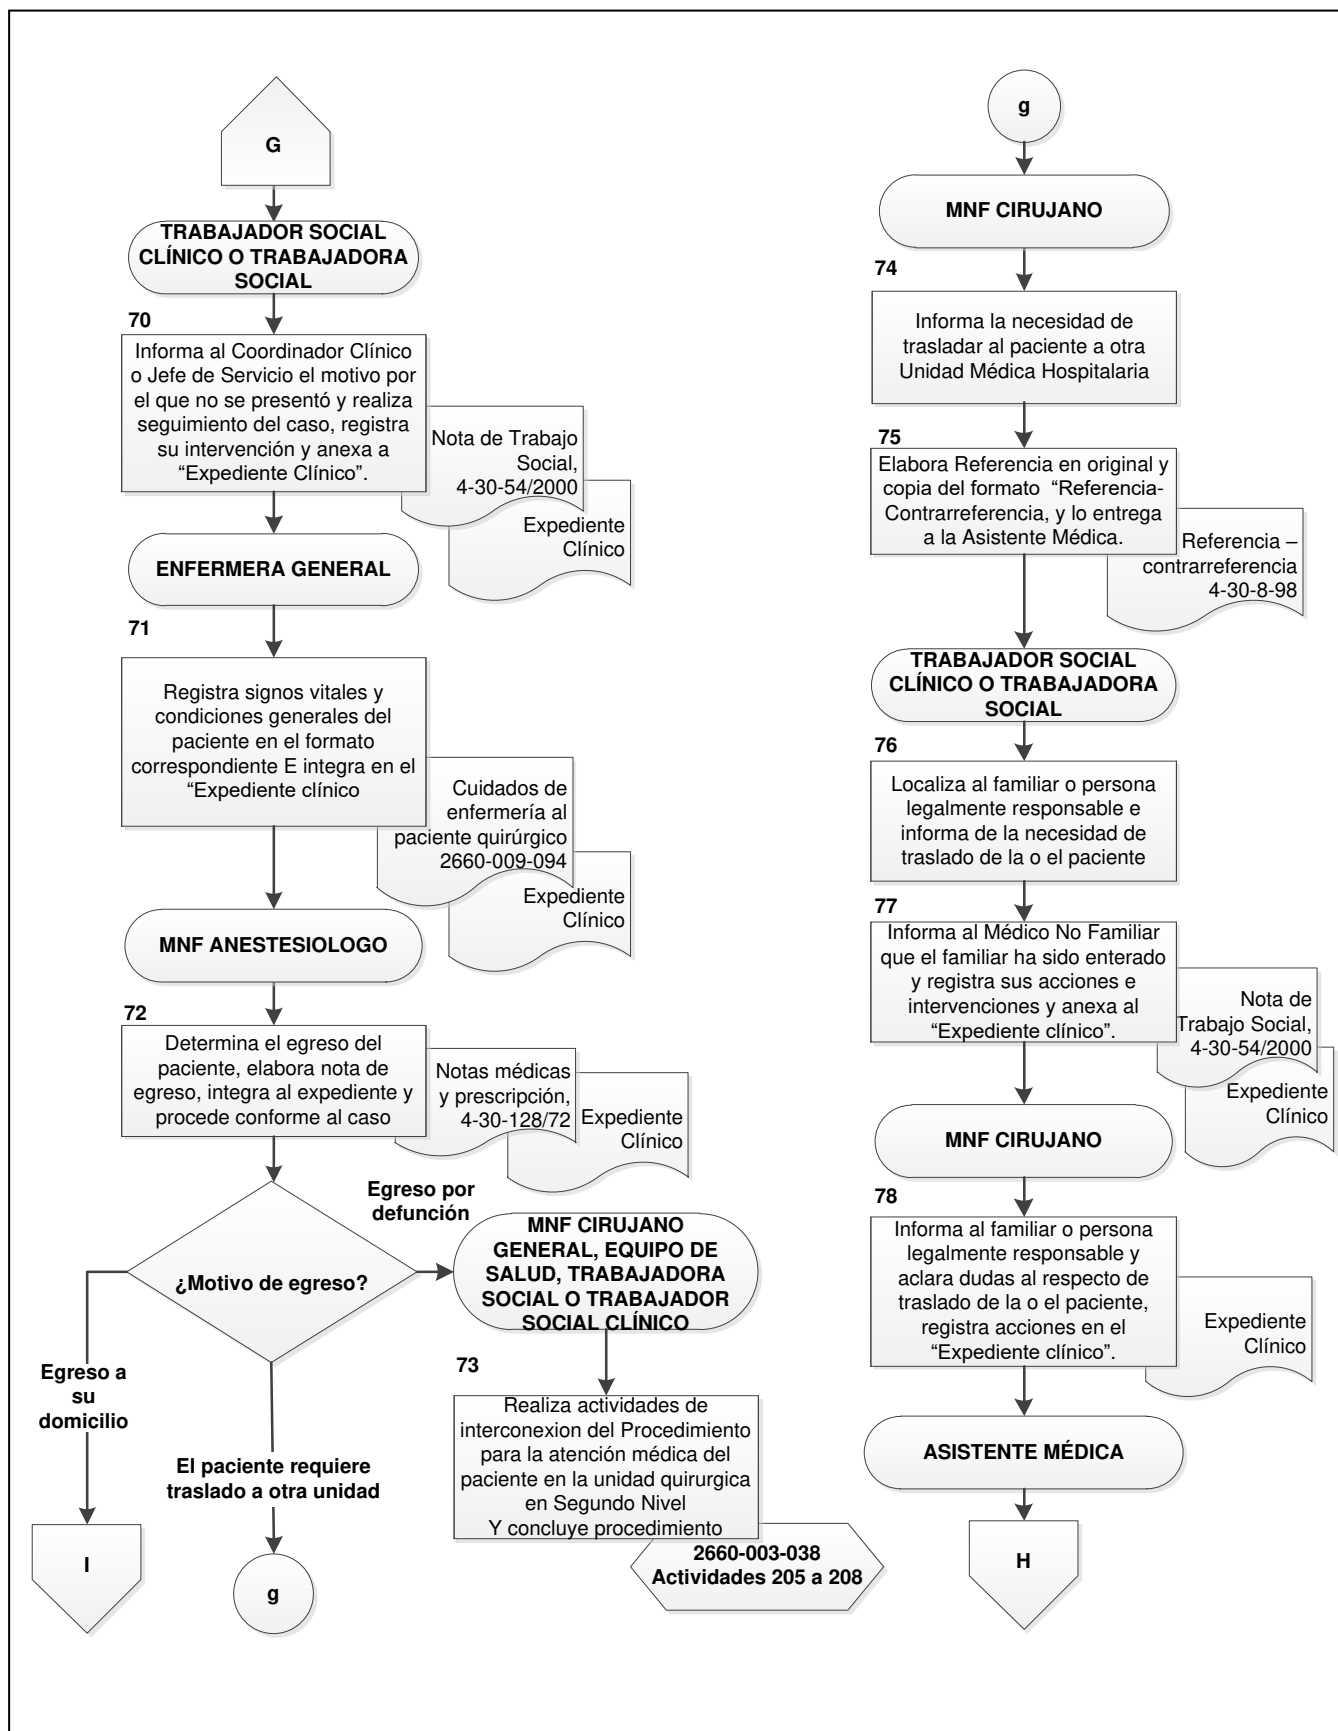 G
TRABAJADOR SOCIAL
CLÍNICO O TRABAJADORA
SOCIAL
70
Informa al Coordinador Clínico
o Jefe de Servicio el motivo por
el que no se presentó y realiza
seguimiento del caso, registra
su intervención y anexa a
“Expediente Clínico”.
Nota de Trabajo
Social,
4-30-54/2000
Expediente
Clínico
ENFERMERA GENERAL
71
Registra signos vitales y
condiciones generales del
paciente en el formato
correspondiente E integra en el
“Expediente clínico
Cuidados de
enfermería al
paciente quirúrgico
2660-009-094
Expediente
Clínico
MNF ANESTESIOLOGO
72
Determina el egreso del
paciente, elabora nota de
egreso, integra al expediente y
procede conforme al caso
Notas médicas
y prescripción,
4-30-128/72
Expediente
Clínico
¿Motivo de egreso?
Egreso por
defunción
MNF CIRUJANO
GENERAL, EQUIPO DE
SALUD, TRABAJADORA
SOCIAL O TRABAJADOR
SOCIAL CLÍNICO
73
Realiza actividades de
interconexion del Procedimiento
para la atención médica del
paciente en la unidad quirurgica
en Segundo Nivel
Y concluye procedimiento
2660-003-038
Actividades 205 a 208
Egreso a
su
domicilio
I
El paciente requiere
traslado a otra unidad
g
g
MNF CIRUJANO
74
Informa la necesidad de
trasladar al paciente a otra
Unidad Médica Hospitalaria
75
Elabora Referencia en original y
copia del formato “Referencia-
Contrarreferencia, y lo entrega
a la Asistente Médica.
Referencia –
contrarreferencia
4-30-8-98
TRABAJADOR SOCIAL
CLÍNICO O TRABAJADORA
SOCIAL
76
Localiza al familiar o persona
legalmente responsable e
informa de la necesidad de
traslado de la o el paciente
77
Informa al Médico No Familiar
que el familiar ha sido enterado
y registra sus acciones e
intervenciones y anexa al
“Expediente clínico”.
Nota de
Trabajo Social,
4-30-54/2000
Expediente
Clínico
MNF CIRUJANO
78
Informa al familiar o persona
legalmente responsable y
aclara dudas al respecto de
traslado de la o el paciente,
registra acciones en el
“Expediente clínico”.
Expediente
Clínico
ASISTENTE MÉDICA
H